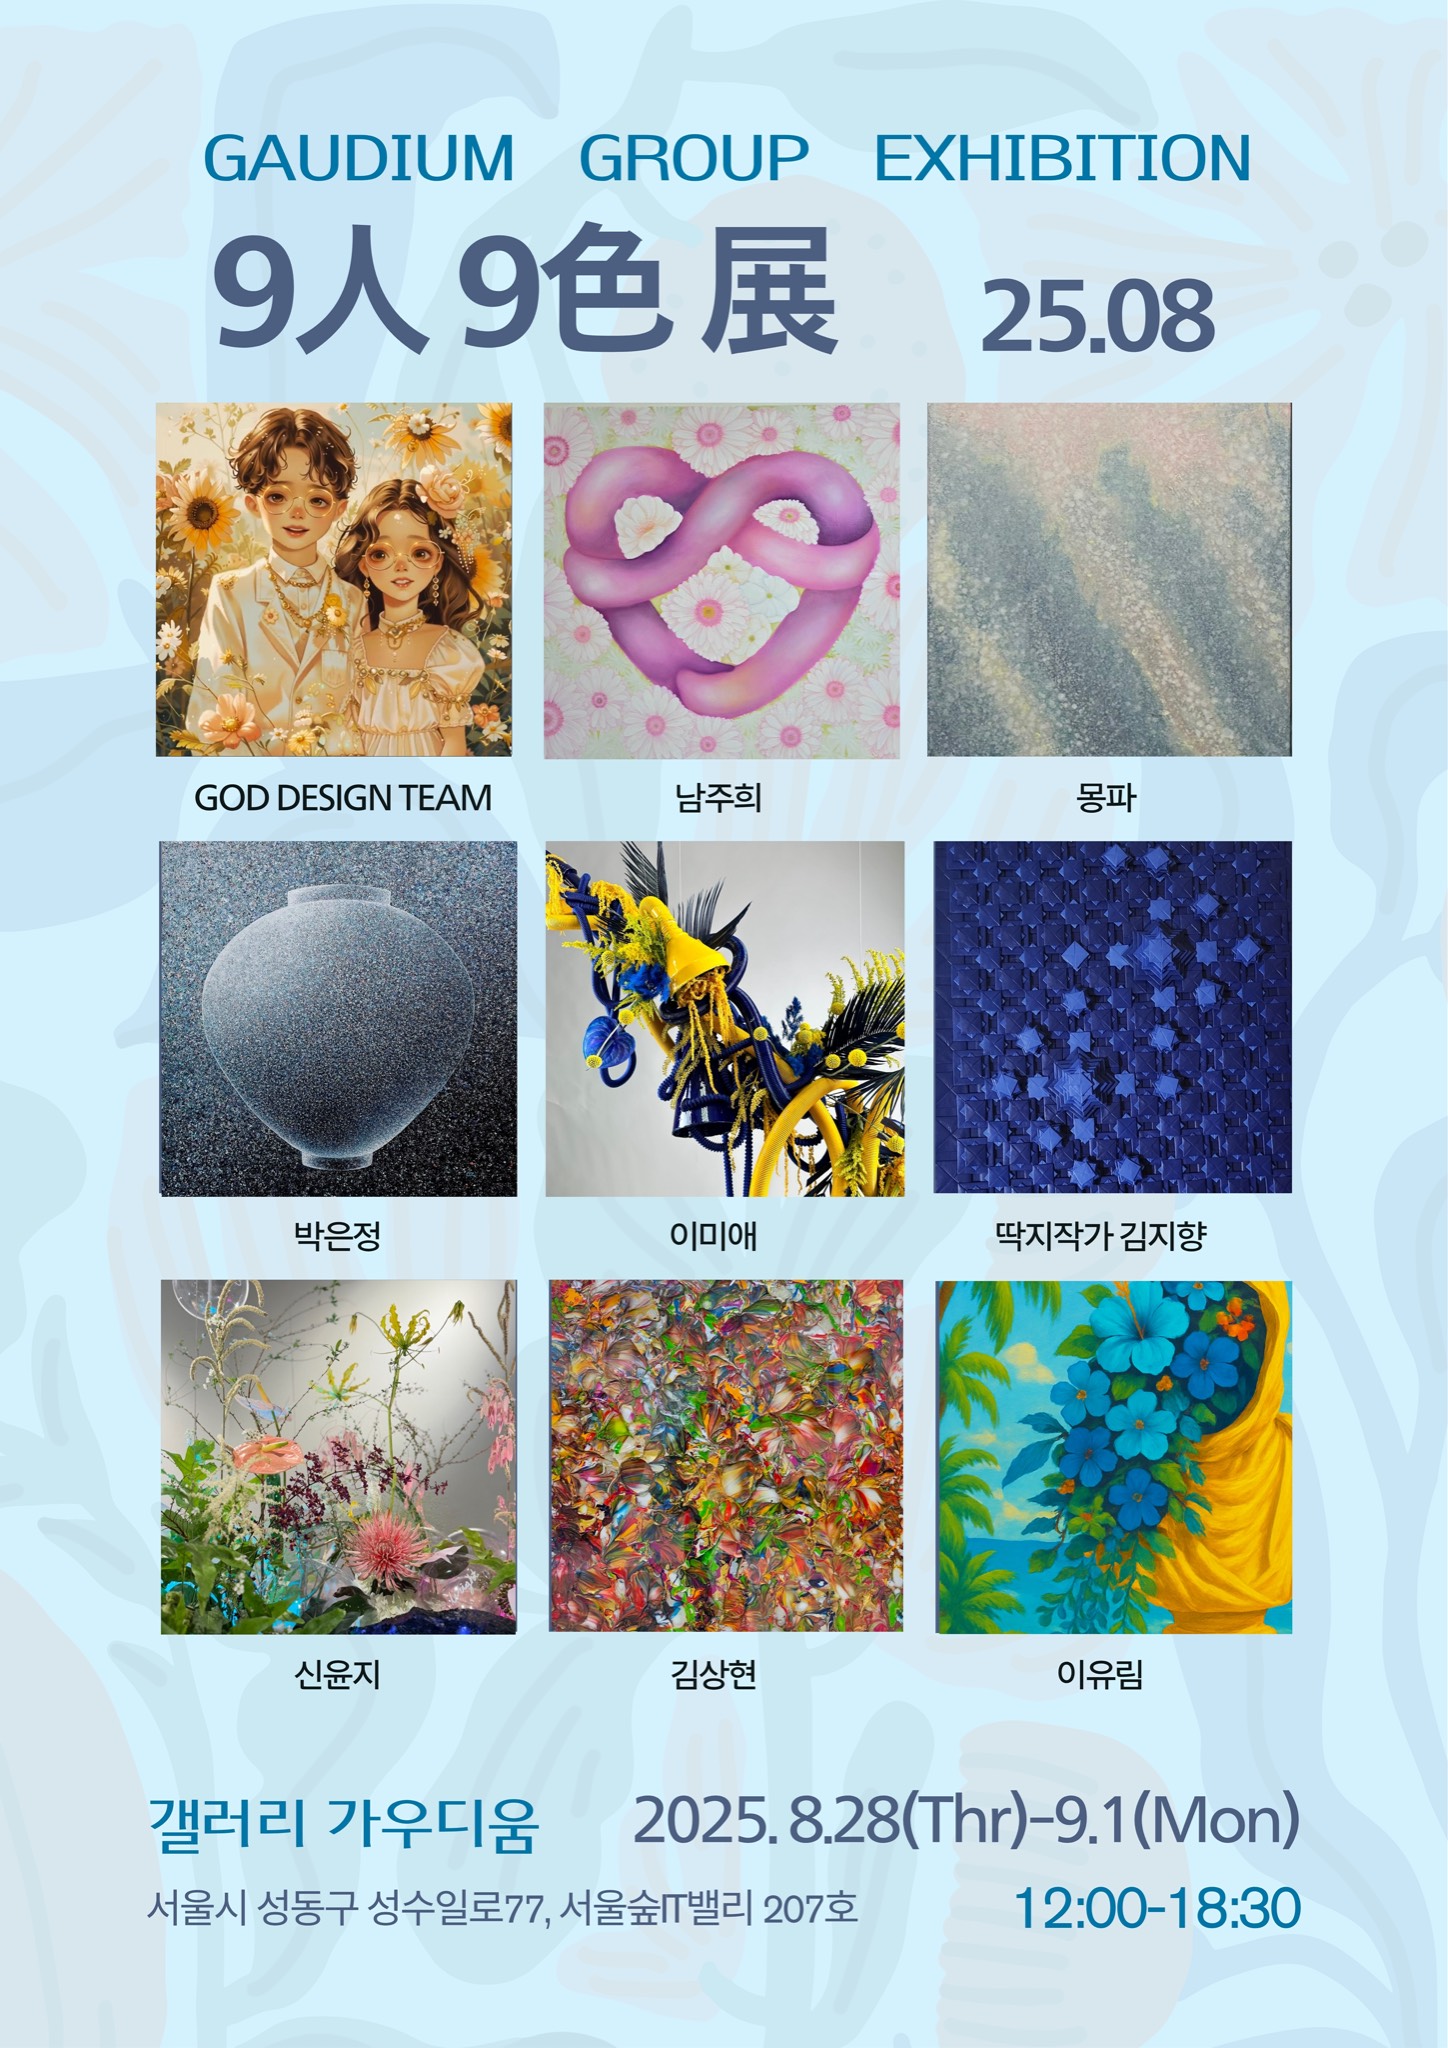 GAUDIUM GROUP EXHIBITION
9人 9色 展 25.08
GOD DESIGN TEAM 남주희 몽파
박은정 이미애 딱지작가 김지향
신윤지 김상현 이유림
갤러리 가우디움 2025. 8.28(Thr)-9.1(Mon)
서울시 성동구 성수일로77, 서울숲IT밸리 207호 12:00-18:30